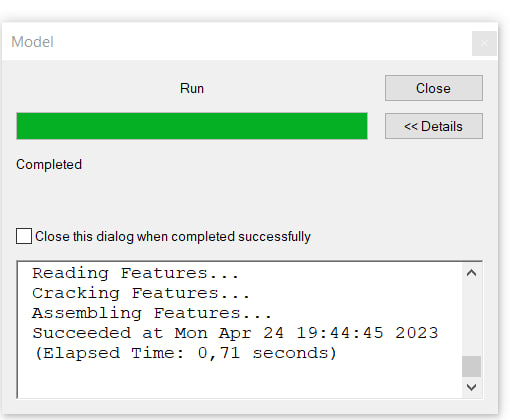 Model
Run
Close
<< Details
Completed
Close this dialog when completed successfully
Reading Features...
Cracking Features...
Assembling Features...
Succeeded at Mon Apr 24 19:44:45 2023
(Elapsed Time: 0,71 seconds)